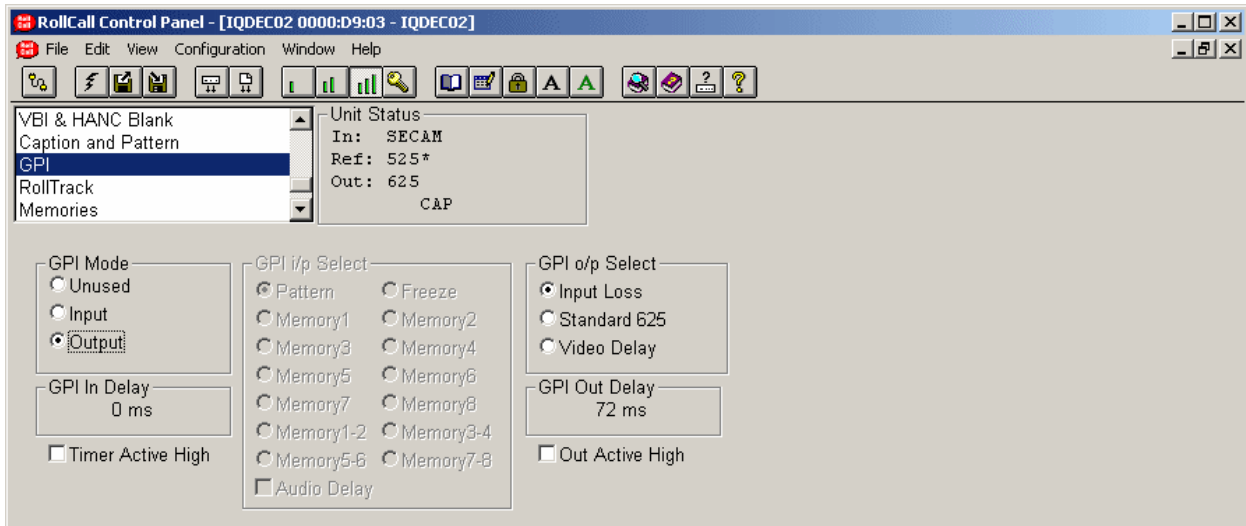 RollCall Control Panel - [IQDEC02 0000:D9:03 - IQDEC02]
File Edit View Configuration Window Help
A A
VBI & HANC Blank
Caption and Pattern
GPI
RollTrack
Memories
Unit Status
In: SECAM
Ref: 525*
Out: 625
CAP
GPI Mode
Unused
Input
Output
GPI In Delay
0 ms
Timer Active High
GPI i/p Select
Pattern Freeze
Memory1 Memory2
Memory3 Memory4
Memory5 Memory6
Memory7 Memory8
Memory1-2 Memory3-4
Memory5-6 Memory7-8
Audio Delay
GPI o/p Select
Input Loss
Standard 625
Video Delay
GPI Out Delay
72 ms
Out Active High